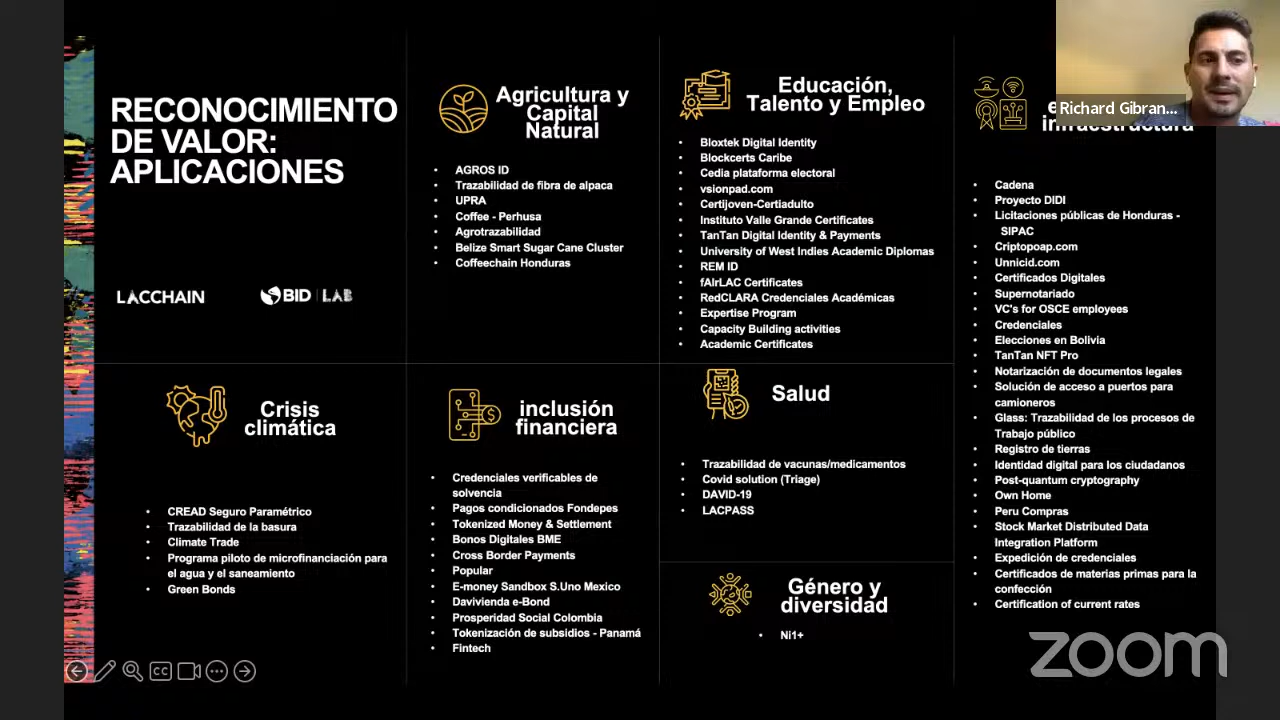 RECONOCIMIENTO
DE VALOR:
APLICACIONES
LACCHAIN
BID | LAB
Agricultura y
Capital
Natural
• AGROS ID
• Trazabilidad de fibra de alpaca
• UPRA
• Coffee - Perhusa
• Agrotrazabilidad
• Belize Smart Sugar Cane Cluster
• Coffeechain Honduras
Educación,
Talento y Empleo
• Bloxtek Digital Identity
• Blockcerts Caribe
• Cedia plataforma electoral
• vsionpad.com
• Certijoven-Certiadulto
• Instituto Valle Grande Certificates
• TanTan Digital Identity & Payments
• University of West Indies Academic Diplomas
• REM ID
• fAIrLAC Certificates
• RedCLARA Credenciales Académicas
• Expertise Program
• Capacity Building activities
• Academic Certificates
Richard Gibran...
infraestructura
• Cadena
• Proyecto DIDI
• Licitaciones públicas de Honduras -
SIPAC
• Criptopoap.com
• Unnicid.com
• Certificados Digitales
• Supernotariado
• VC's for OSCE employees
• Credenciales
• Elecciones en Bolivia
• TanTan NFT Pro
• Notarización de documentos legales
• Solución de acceso a puertos para
camioneros
• Glass: Trazabilidad de los procesos de
Trabajo público
• Registro de tierras
• Identidad digital para los ciudadanos
• Post-quantum cryptography
• Own Home
• Peru Compras
• Stock Market Distributed Data
Integration Platform
• Expedición de credenciales
• Certificados de materias primas para la
confección
• Certification of current rates
Crisis
climática
• CREAD Seguro Paramétrico
• Trazabilidad de la basura
• Climate Trade
• Programa piloto de microfinanciación para
el agua y el saneamiento
• Green Bonds
inclusión
financiera
• Credenciales verificables de
solvencia
• Pagos condicionados Fondepes
• Tokenized Money & Settlement
• Bonos Digitales BME
• Cross Border Payments
• Popular
• E-money Sandbox S.Uno Mexico
• Davivienda e-Bond
• Prosperidad Social Colombia
• Tokenizacion de subsidios - Panamá
• Fintech
Salud
• Trazabilidad de vacunas/medicamentos
• Covid solution (Triage)
• DAVID-19
• LACPASS
Género y
diversidad
• Ni1+
CC
zoom